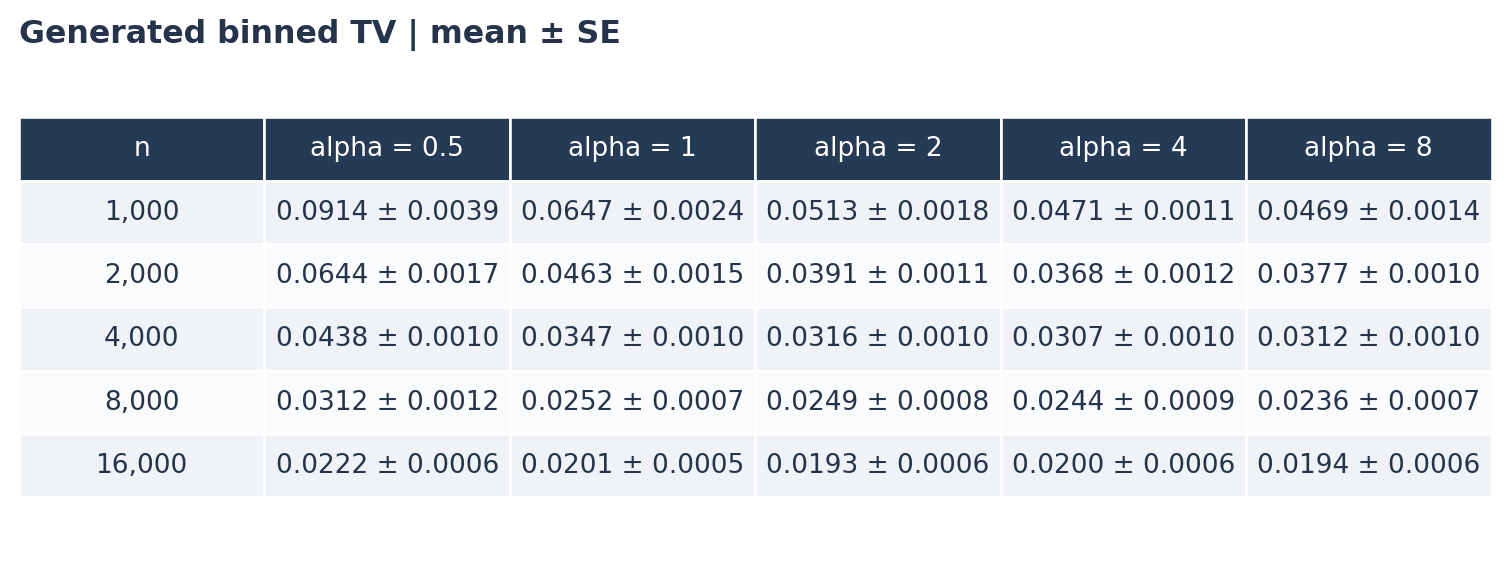 Generated binned TV | mean ± SE
n alpha = 0.5 alpha = 1 alpha = 2 alpha = 4 alpha = 8
1,000 0.0914 ± 0.0039 0.0647 ± 0.0024 0.0513 ± 0.0018 0.0471 ± 0.0011 0.0469 ± 0.0014
2,000 0.0644 ± 0.0017 0.0463 ± 0.0015 0.0391 ± 0.0011 0.0368 ± 0.0012 0.0377 ± 0.0010
4,000 0.0438 ± 0.0010 0.0347 ± 0.0010 0.0316 ± 0.0010 0.0307 ± 0.0010 0.0312 ± 0.0010
8,000 0.0312 ± 0.0012 0.0252 ± 0.0007 0.0249 ± 0.0008 0.0244 ± 0.0009 0.0236 ± 0.0007
16,000 0.0222 ± 0.0006 0.0201 ± 0.0005 0.0193 ± 0.0006 0.0200 ± 0.0006 0.0194 ± 0.0006